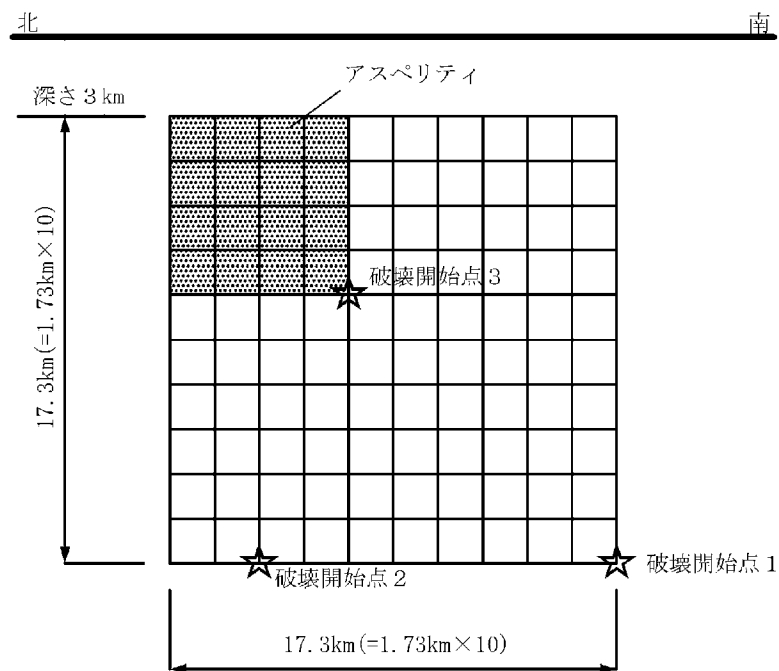 北
南
アスペリティ
深さ3km
破壊開始点3
17.3km(=1.73km×10)
破壊開始点2
破壊開始点1
17.3km(=1.73km×10)